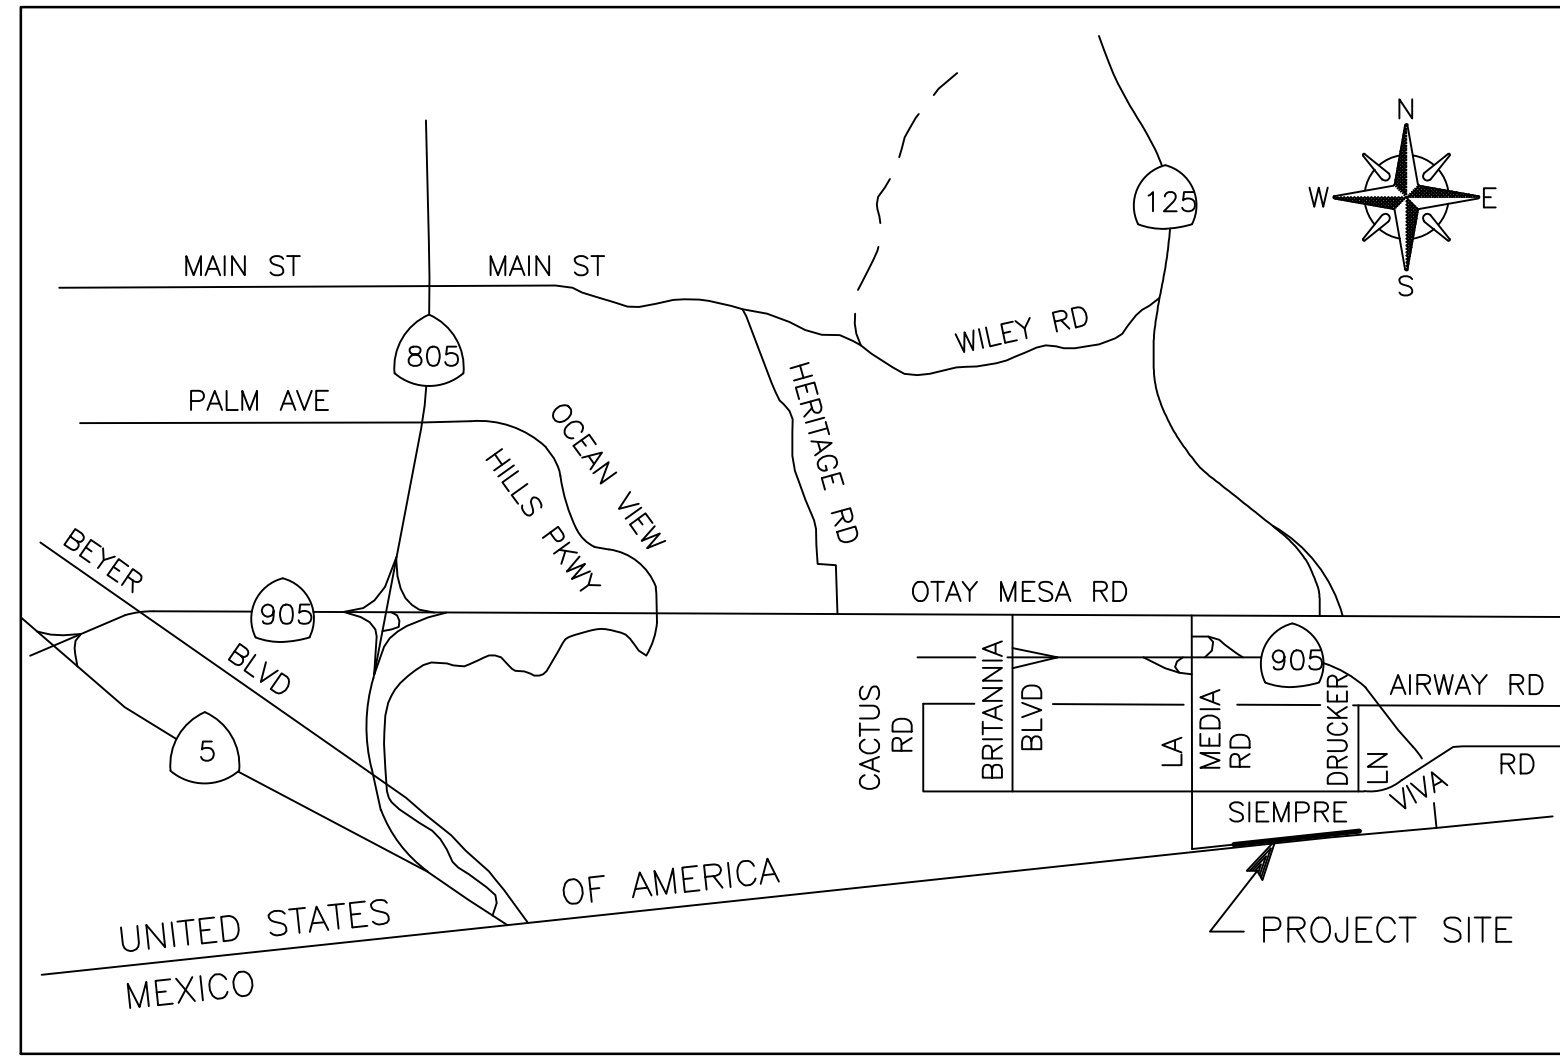 N
W
E
S
125
MAIN ST
MAIN ST
805
WILEY RD
PALM AVE
HERITAGE RD
OCEAN VIEW
HILLS PKWY
BEYER
BLVD
905
OTAY MESA RD
905
AIRWAY RD
CACTUS
RD
BRITANNIA
BLVD
LA
MEDIA
RD
DRUCKER
LN
5
SIEMPRE
VIVA
RD
UNITED STATES
OF AMERICA
MEXICO
PROJECT SITE